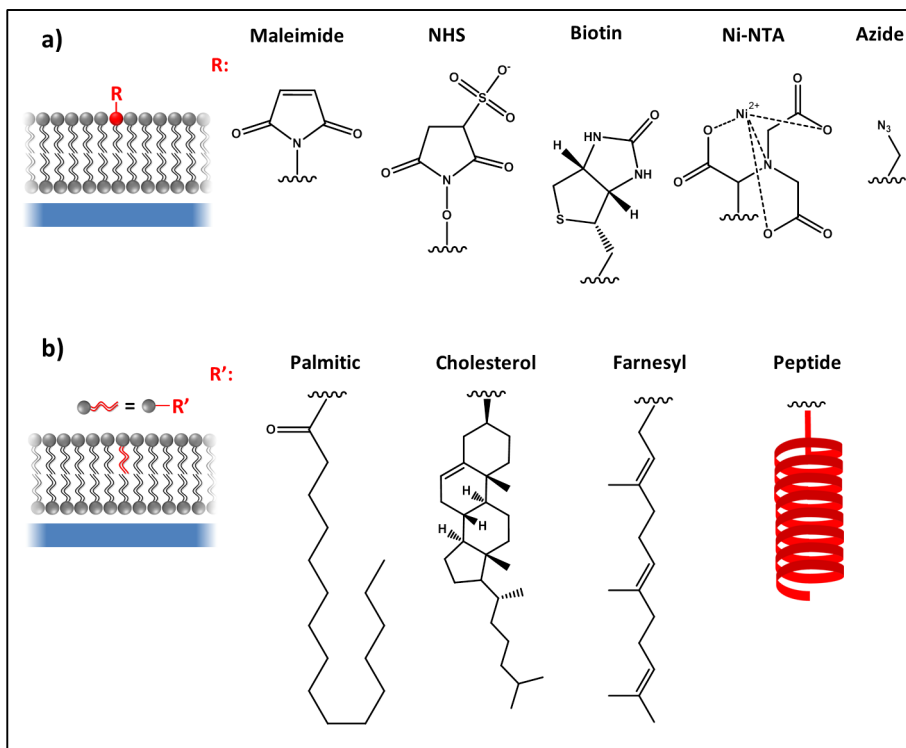 a)
Maleimide NHS Biotin Ni-NTA Azide
R:
R
O N O
O S O⁻ O
O N O
O
HN O NH
H H
S
Ni²⁺
O O O
N
O O O
N₃
b)
R':
Palmitic Cholesterol Farnesyl Peptide
= R'
O
H H H